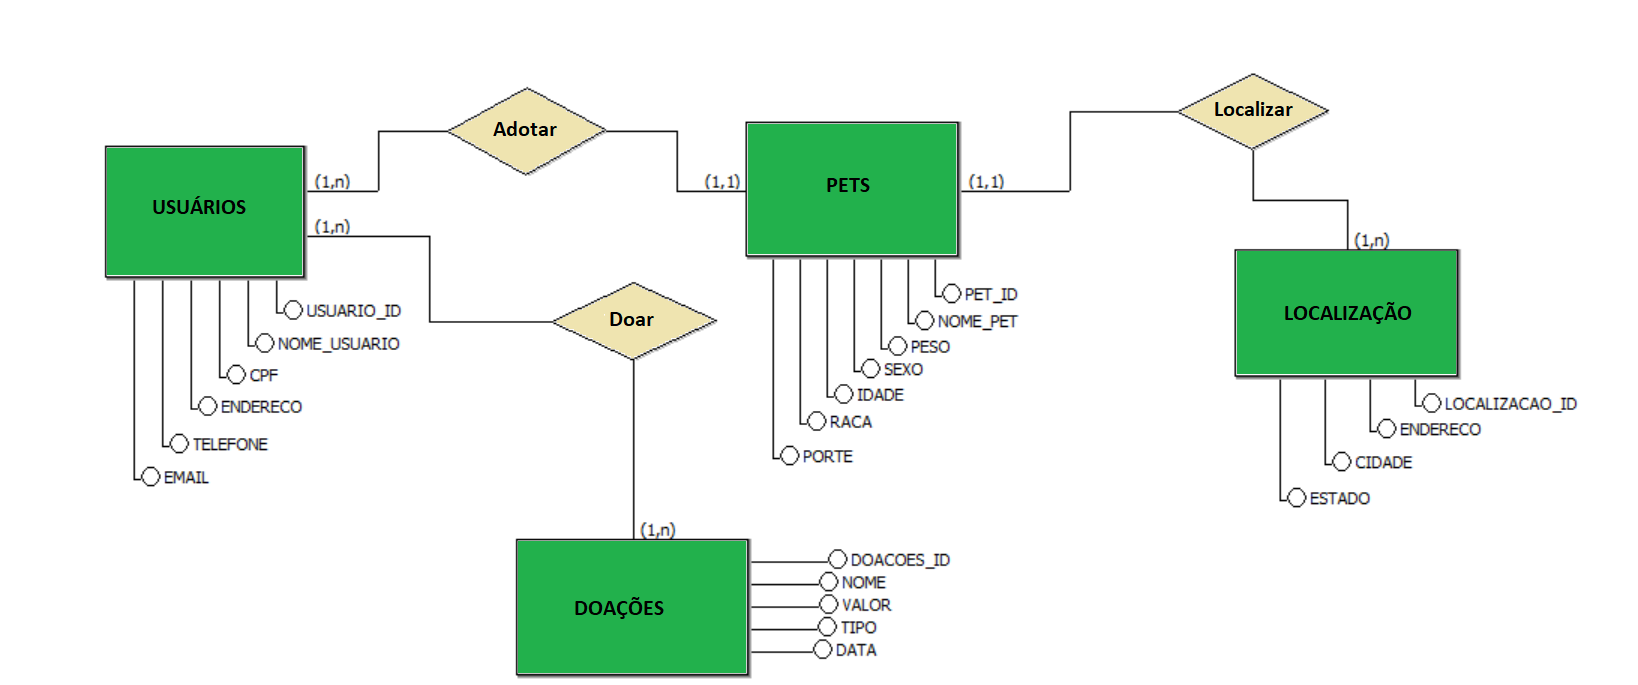 Adotar
Localizar
USUÁRIOS
(1,n)
(1,n)
(1,1)
PETS
(1,1)
(1,n)
LOCALIZAÇÃO
USUARIO_ID
NOME_USUARIO
CPF
ENDERECO
TELEFONE
EMAIL
Doar
PET_ID
NOME_PET
PESO
SEXO
IDADE
RACA
PORTE
LOCALIZACAO_ID
ENDERECO
CIDADE
ESTADO
(1,n)
DOAÇÕES
DOACOES_ID
NOME
VALOR
TIPO
DATA